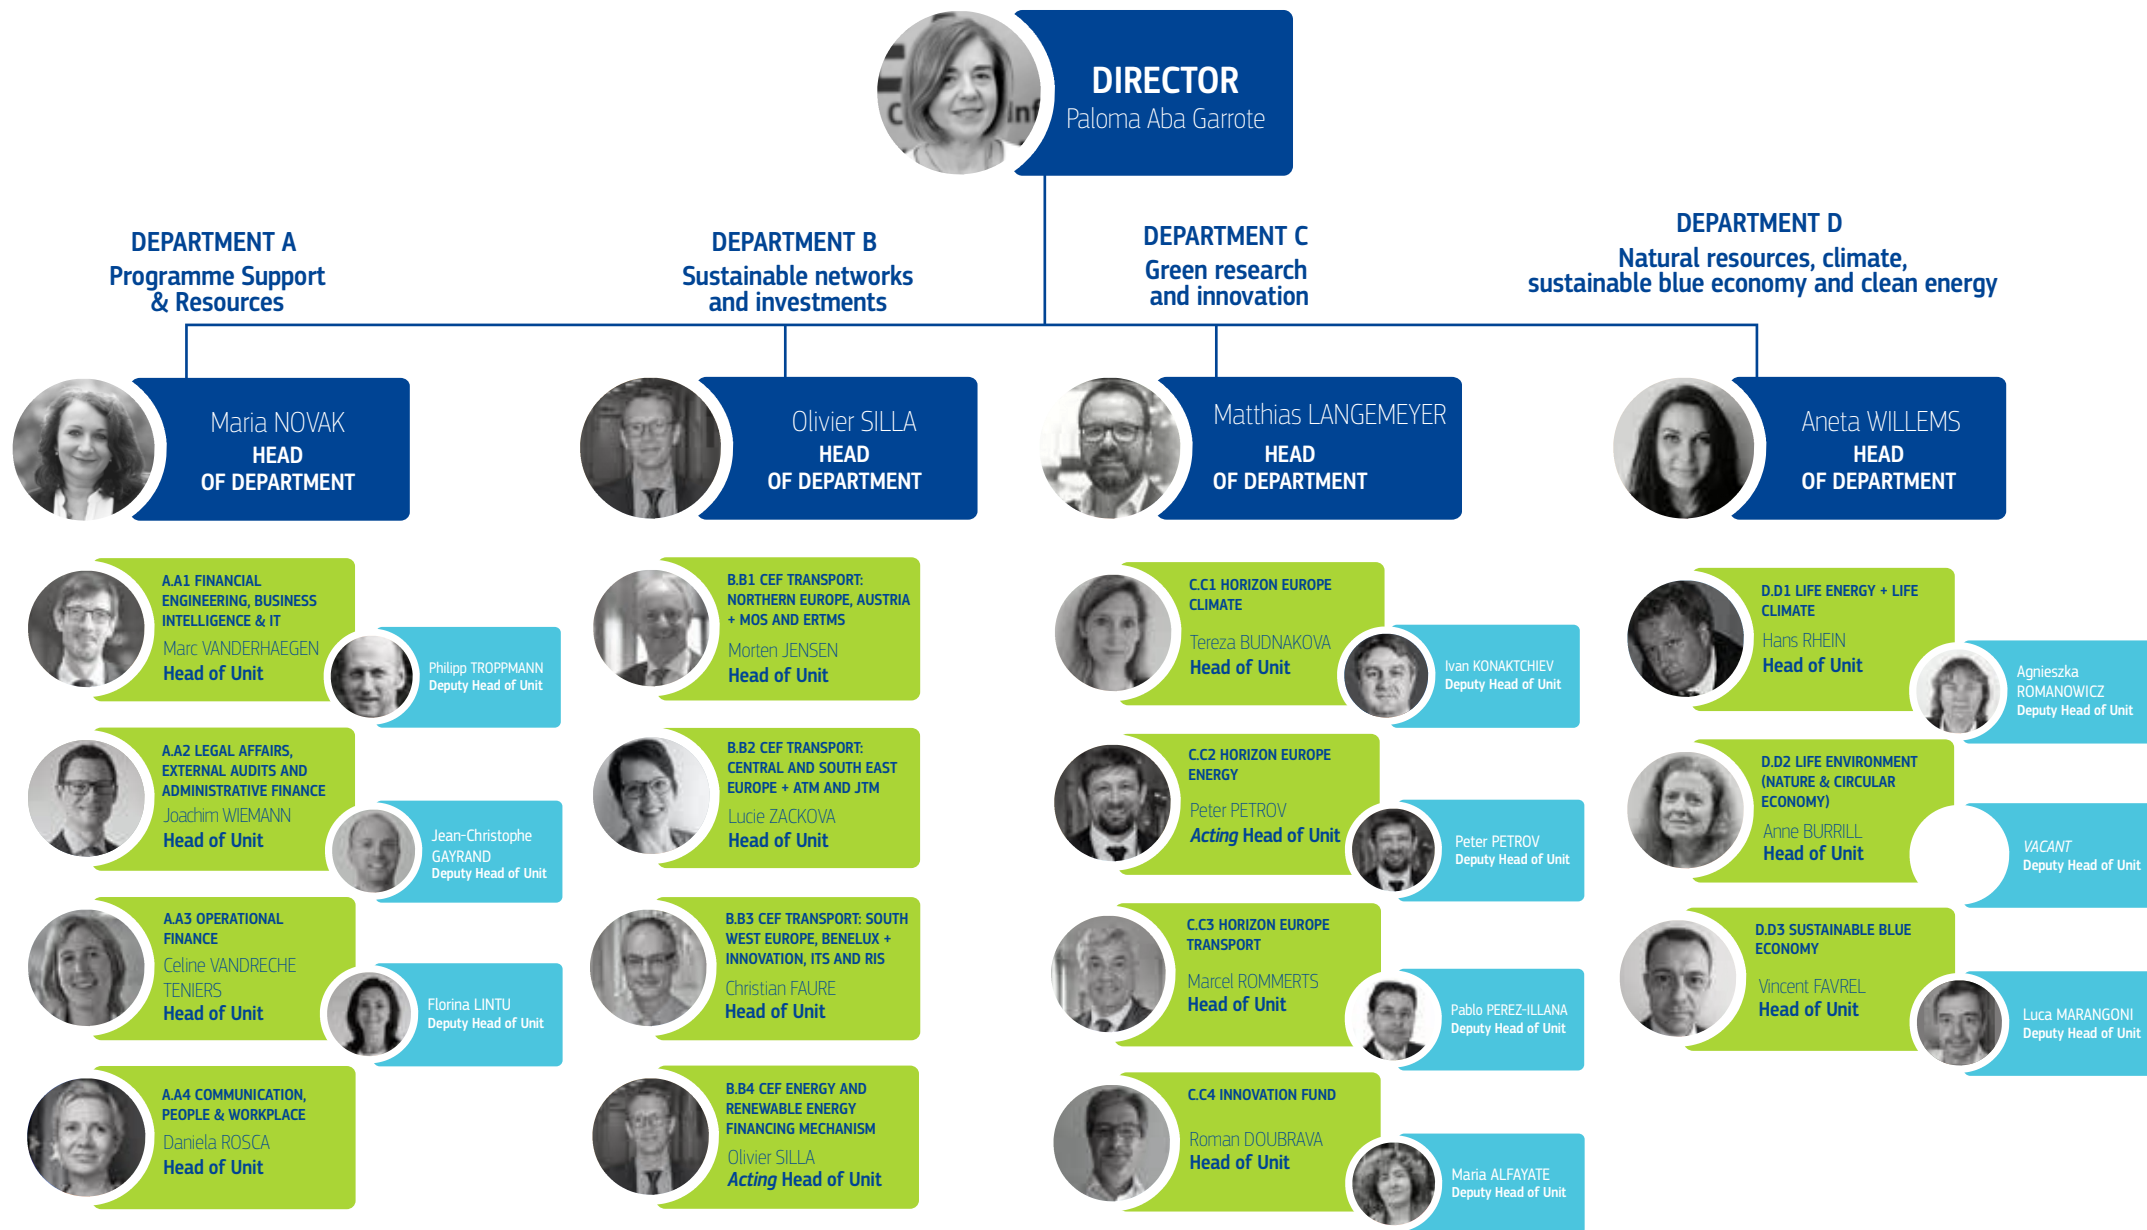 DIRECTOR
Paloma Aba Garrote
DEPARTMENT A
Programme Support
& Resources
DEPARTMENT B
Sustainable networks
and investments
DEPARTMENT C
Green research
and innovation
DEPARTMENT D
Natural resources, climate,
sustainable blue economy and clean energy
Maria NOVAK
HEAD
OF DEPARTMENT
Olivier SILLA
HEAD
OF DEPARTMENT
Matthias LANGEMEYER
HEAD
OF DEPARTMENT
Aneta WILLEMS
HEAD
OF DEPARTMENT
A.A1 FINANCIAL
ENGINEERING, BUSINESS
INTELLIGENCE & IT
Marc VANDERHAEGEN
Head of Unit
Philipp TROPPMANN
Deputy Head of Unit
A.A2 LEGAL AFFAIRS,
EXTERNAL AUDITS AND
ADMINISTRATIVE FINANCE
Joachim WIEMANN
Head of Unit
Jean-Christophe
GAYRAND
Deputy Head of Unit
A.A3 OPERATIONAL
FINANCE
Celine VANDRECHE
TENIERS
Head of Unit
Florina LINTU
Deputy Head of Unit
A.A4 COMMUNICATION,
PEOPLE & WORKPLACE
Daniela ROSCA
Head of Unit
B.B1 CEF TRANSPORT:
NORTHERN EUROPE, AUSTRIA
+ MOS AND ERTMS
Morten JENSEN
Head of Unit
B.B2 CEF TRANSPORT:
CENTRAL AND SOUTH EAST
EUROPE + ATM AND JTM
Lucie ZACKOVA
Head of Unit
B.B3 CEF TRANSPORT: SOUTH
WEST EUROPE, BENELUX +
INNOVATION, ITS AND RIS
Christian FAURE
Head of Unit
B.B4 CEF ENERGY AND
RENEWABLE ENERGY
FINANCING MECHANISM
Olivier SILLA
Acting Head of Unit
C.C1 HORIZON EUROPE
CLIMATE
Tereza BUDNAKOVA
Head of Unit
Ivan KONAKTCHIEV
Deputy Head of Unit
C.C2 HORIZON EUROPE
ENERGY
Peter PETROV
Acting Head of Unit
Peter PETROV
Deputy Head of Unit
C.C3 HORIZON EUROPE
TRANSPORT
Marcel ROMMERTS
Head of Unit
Pablo PEREZ-ILLANA
Deputy Head of Unit
C.C4 INNOVATION FUND
Roman DOUBRAVA
Head of Unit
Maria ALFAYATE
Deputy Head of Unit
D.D1 LIFE ENERGY + LIFE
CLIMATE
Hans RHEIN
Head of Unit
Agnieszka
ROMANOWICZ
Deputy Head of Unit
D.D2 LIFE ENVIRONMENT
(NATURE & CIRCULAR
ECONOMY)
Anne BURRILL
Head of Unit
VACANT
Deputy Head of Unit
D.D3 SUSTAINABLE BLUE
ECONOMY
Vincent FAVREL
Head of Unit
Luca MARANGONI
Deputy Head of Unit